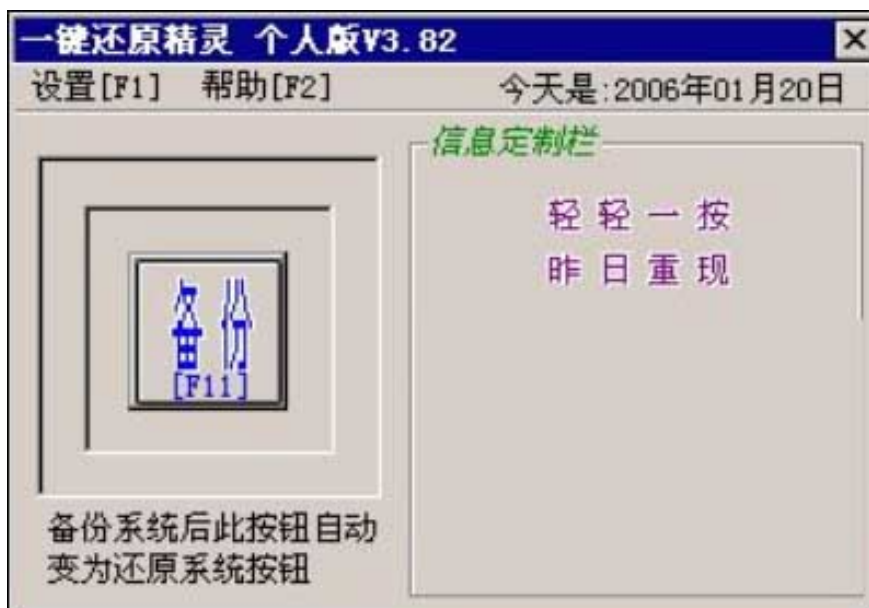 一键还原精灵 个人版V3.82
设置[F1] 帮助[F2] 今天是:2006年01月20日
信息定制栏
轻轻一按
昨日重现
备份
[F11]
备份系统后此按钮自动
变为还原系统按钮